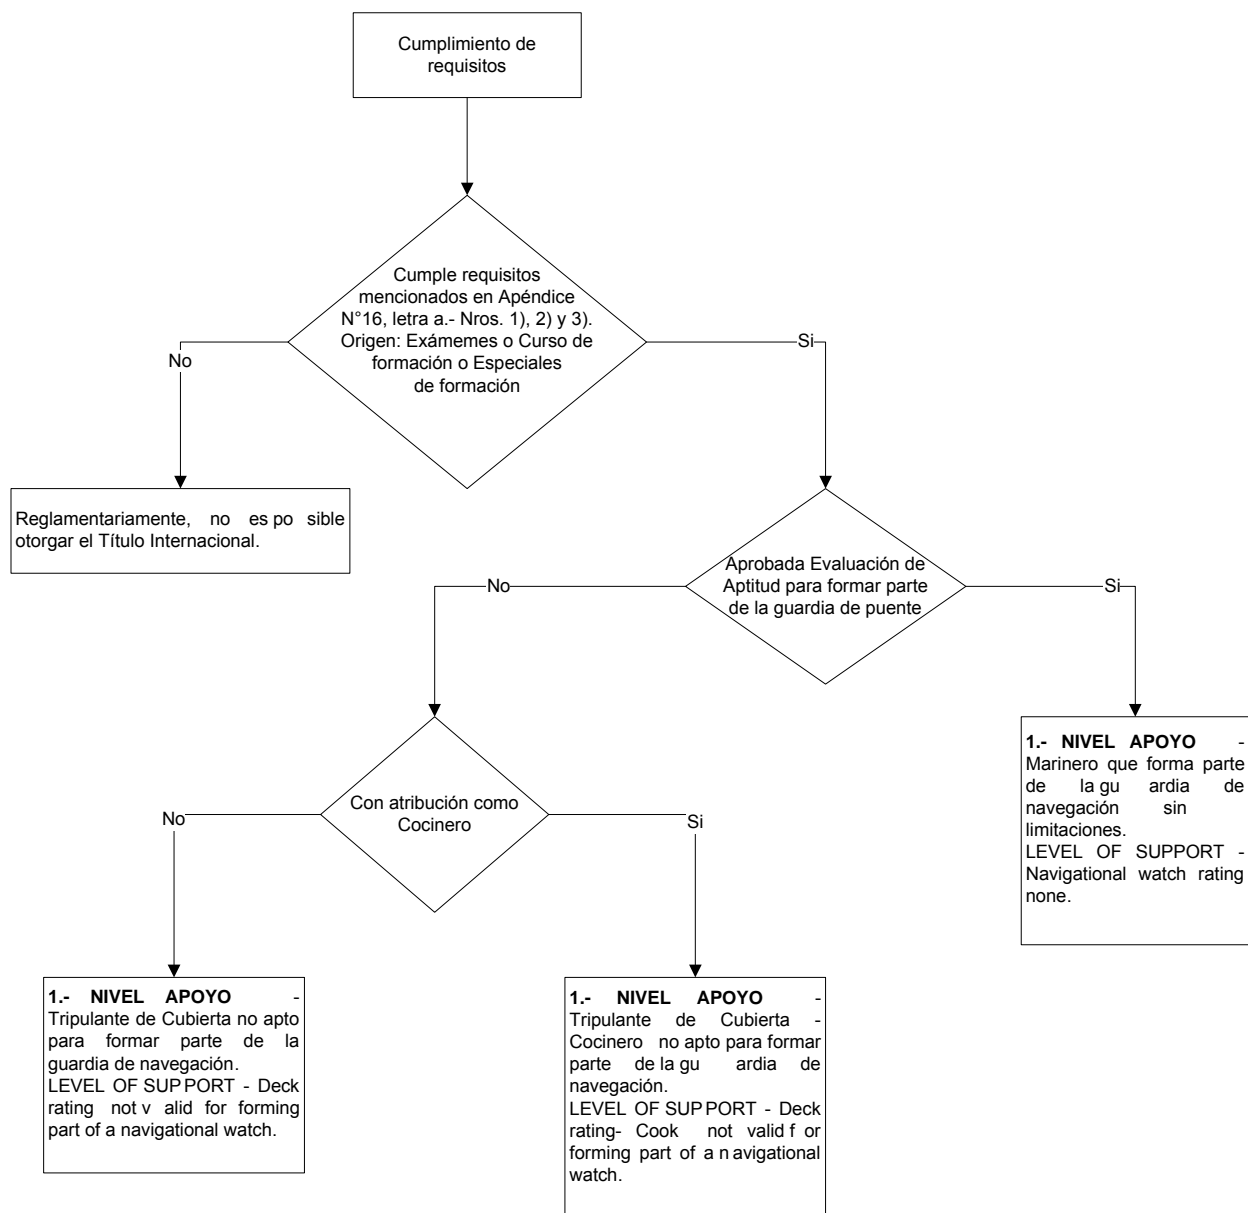 Cumplimiento de
requisitos
Cumple requisitos
mencionados en Apéndice
N°16, letra a.- Nros. 1), 2) y 3).
Origen: Exámemes o Curso de
formación o Especiales
de formación
No
Si
Reglamentariamente, no es po sible
otorgar el Título Internacional.
Aprobada Evaluación de
Aptitud para formar parte
de la guardia de puente
No
Si
1.- NIVEL APOYO -
Marinero que forma parte
de la gu ardia de
navegación sin
limitaciones.
LEVEL OF SUPPORT -
Navigational watch rating
none.
Con atribución como
Cocinero
No
Si
1.- NIVEL APOYO -
Tripulante de Cubierta no apto
para formar parte de la
guardia de navegación.
LEVEL OF SUPPORT - Deck
rating not v alid for forming
part of a navigational watch.
1.- NIVEL APOYO -
Tripulante de Cubierta -
Cocinero no apto para formar
parte de la gu ardia de
navegación.
LEVEL OF SUPPORT - Deck
rating- Cook not valid f or
forming part of a n avigational
watch.